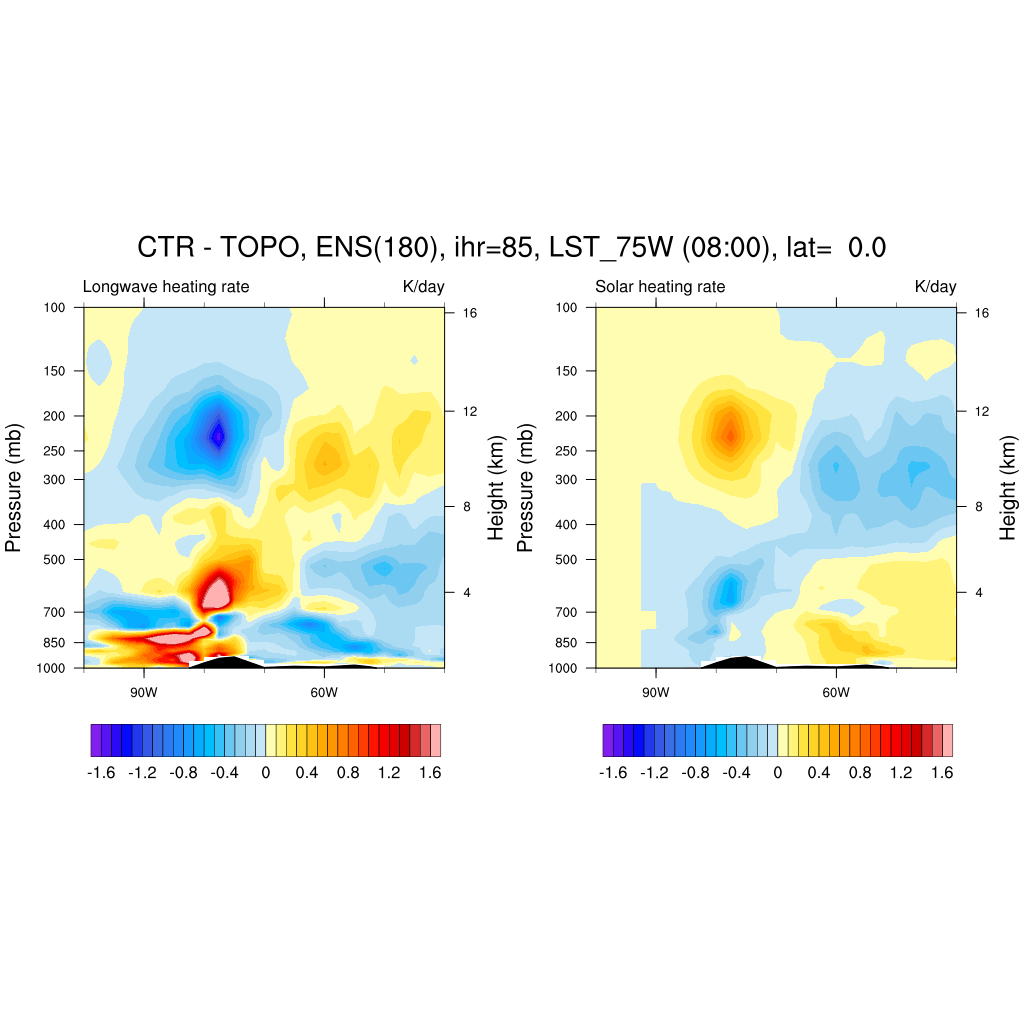 CTR - TOPO, ENS(180), ihr=85, LST_75W (08:00), lat= 0.0
Longwave heating rate K/day
100
150
200
250
300
400
500
700
850
1000
Pressure (mb)
16
12
8
4
Height (km)
90W 60W
-1.6 -1.2 -0.8 -0.4 0 0.4 0.8 1.2 1.6
Solar heating rate K/day
100
150
200
250
300
400
500
700
850
1000
Pressure (mb)
16
12
8
4
Height (km)
90W 60W
-1.6 -1.2 -0.8 -0.4 0 0.4 0.8 1.2 1.6